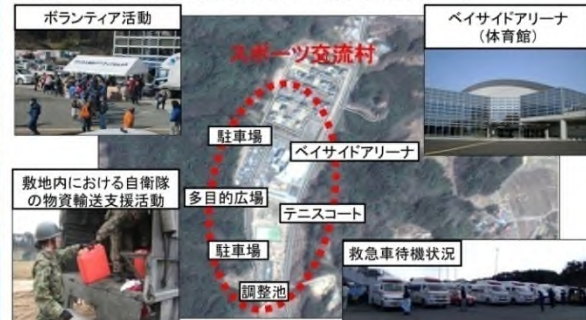 ボランティア活動
スポーツ交流村
ベイサイドアリーナ
(体育館)
駐車場
ベイサイドアリーナ
敷地内における自衛隊
の物資輸送支援活動
多目的広場
テニスコート
駐車場
救急車待機状況
調整池